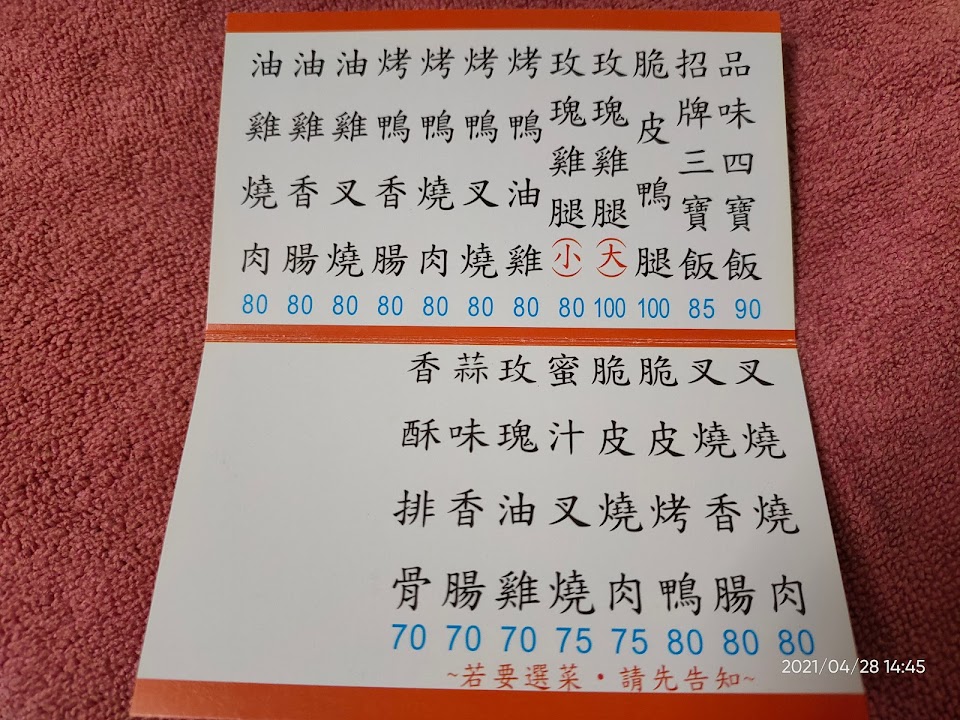 品味四寶飯 90
招牌三寶飯 85
脆皮鴨腿 100
玫瑰雞腿(大) 100
玫瑰雞腿(小) 80
烤鴨油雞 80
烤鴨叉燒 80
烤鴨燒肉 80
烤鴨香腸 80
油雞叉燒 80
油雞香腸 80
油雞燒肉 80
叉燒燒肉 80
叉燒香腸 80
脆皮烤鴨 80
脆皮燒肉 75
蜜汁叉燒 75
玫瑰油雞 70
蒜味香腸 70
香酥排骨 70
~若要選菜·請先告知~
2021/04/28 14:45